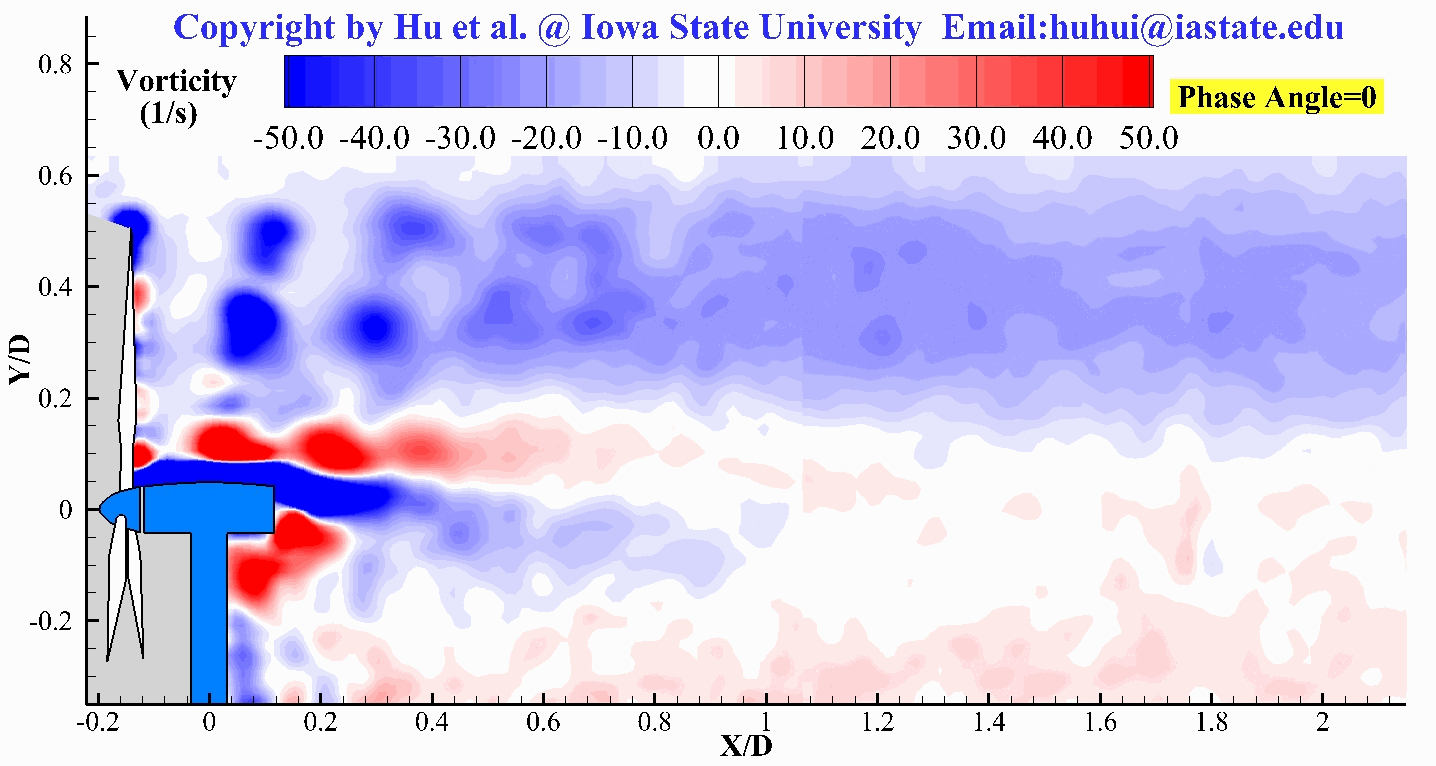 Copyright by Hu et al. @ Iowa State University Email:huhui@iastate.edu
Vorticity
(1/s)
Phase Angle=0
-50.0 -40.0 -30.0 -20.0 -10.0 0.0 10.0 20.0 30.0 40.0 50.0
0.8
0.6
0.4
Y/D
0.2
0
-0.2
-0.2 0 0.2 0.4 0.6 0.8 1 1.2 1.4 1.6 1.8 2
X/D